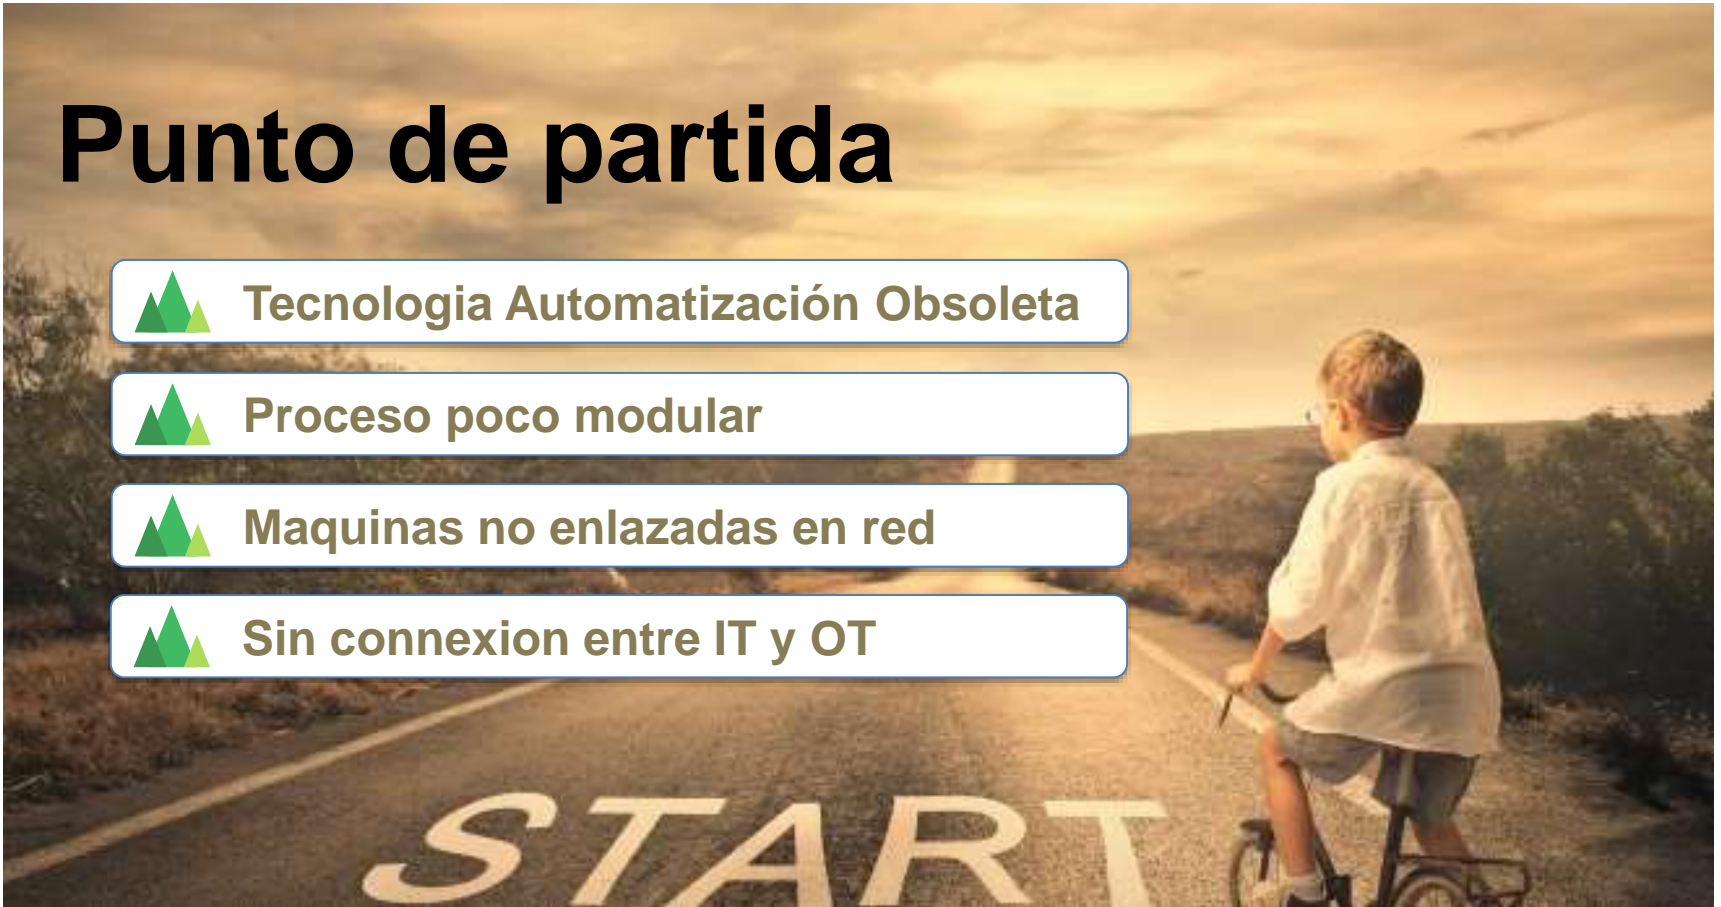 Punto de partida
Tecnologia Automatización Obsoleta
Proceso poco modular
Maquinas no enlazadas en red
Sin connexion entre IT y OT
START